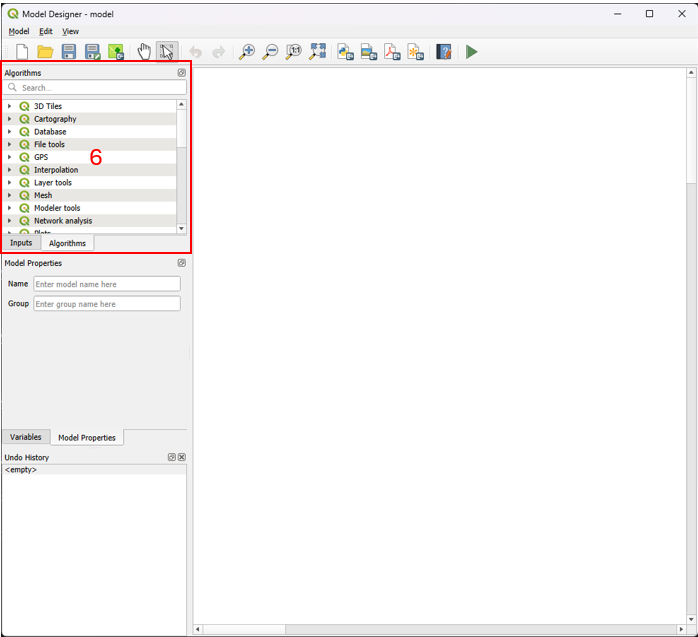 Model Designer - model
Model Edit View
Algorithms
Search...
3D Tiles
Cartography
Database
File tools
GPS
6
Interpolation
Layer tools
Mesh
Modeler tools
Network analysis
Plots
Inputs Algorithms
Model Properties
Name Enter model name here
Group Enter group name here
Variables Model Properties
Undo History
<empty>